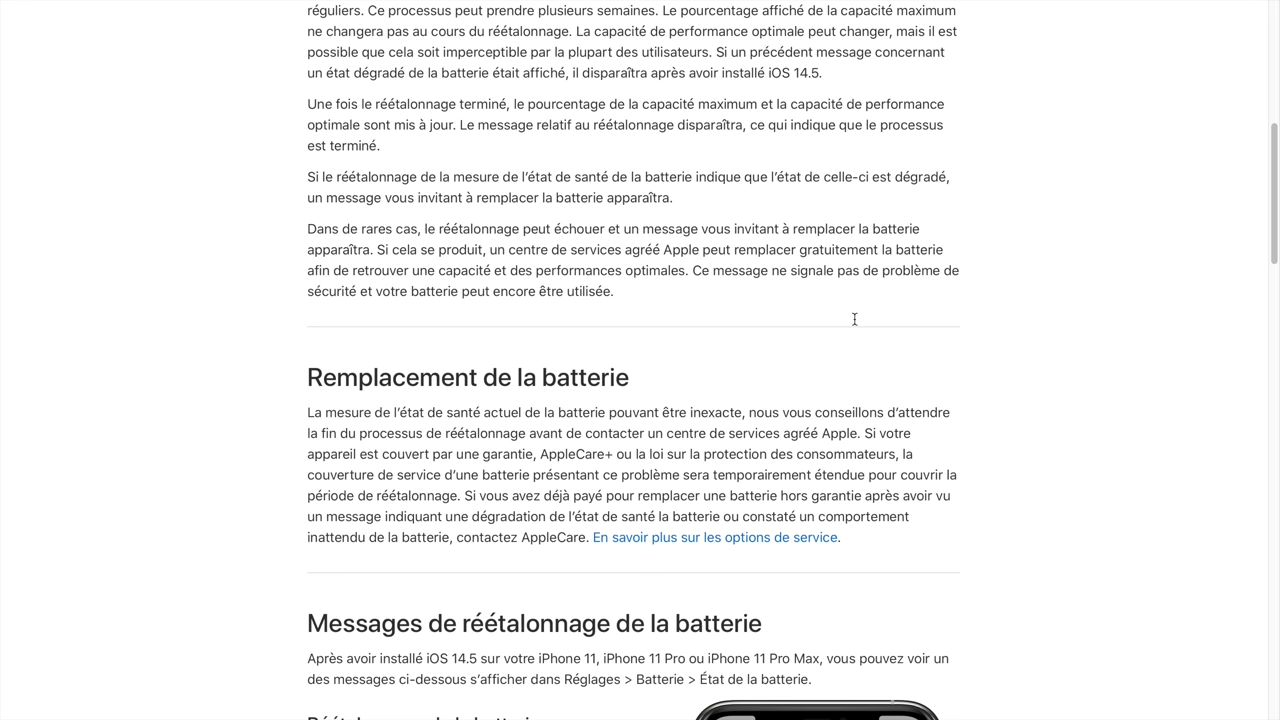 réguliers. Ce processus peut prendre plusieurs semaines. Le pourcentage affiché de la capacité maximum
ne changera pas au cours du réétalonnage. La capacité de performance optimale peut changer, mais il est
possible que cela soit imperceptible par la plupart des utilisateurs. Si un précédent message concernant
un état dégradé de la batterie était affiché, il disparaîtra après avoir installé iOS 14.5.
Une fois le réétalonnage terminé, le pourcentage de la capacité maximum et la capacité de performance
optimale sont mis à jour. Le message relatif au réétalonnage disparaîtra, ce qui indique que le processus
est terminé.
Si le réétalonnage de la mesure de l’état de santé de la batterie indique que l’état de celle-ci est dégradé,
un message vous invitant à remplacer la batterie apparaîtra.
Dans de rares cas, le réétalonnage peut échouer et un message vous invitant à remplacer la batterie
apparaîtra. Si cela se produit, un centre de services agréé Apple peut remplacer gratuitement la batterie
afin de retrouver une capacité et des performances optimales. Ce message ne signale pas de problème de
sécurité et votre batterie peut encore être utilisée.
Remplacement de la batterie
La mesure de l’état de santé actuel de la batterie pouvant être inexacte, nous vous conseillons d’attendre
la fin du processus de réétalonnage avant de contacter un centre de services agréé Apple. Si votre
appareil est couvert par une garantie, AppleCare+ ou la loi sur la protection des consommateurs, la
couverture de service d’une batterie présentant ce problème sera temporairement étendue pour couvrir la
période de réétalonnage. Si vous avez déjà payé pour remplacer une batterie hors garantie après avoir vu
un message indiquant une dégradation de l’état de santé la batterie ou constaté un comportement
inattendu de la batterie, contactez AppleCare. En savoir plus sur les options de service.
Messages de réétalonnage de la batterie
Après avoir installé iOS 14.5 sur votre iPhone 11, iPhone 11 Pro ou iPhone 11 Pro Max, vous pouvez voir un
des messages ci-dessous s’afficher dans Réglages > Batterie > État de la batterie.